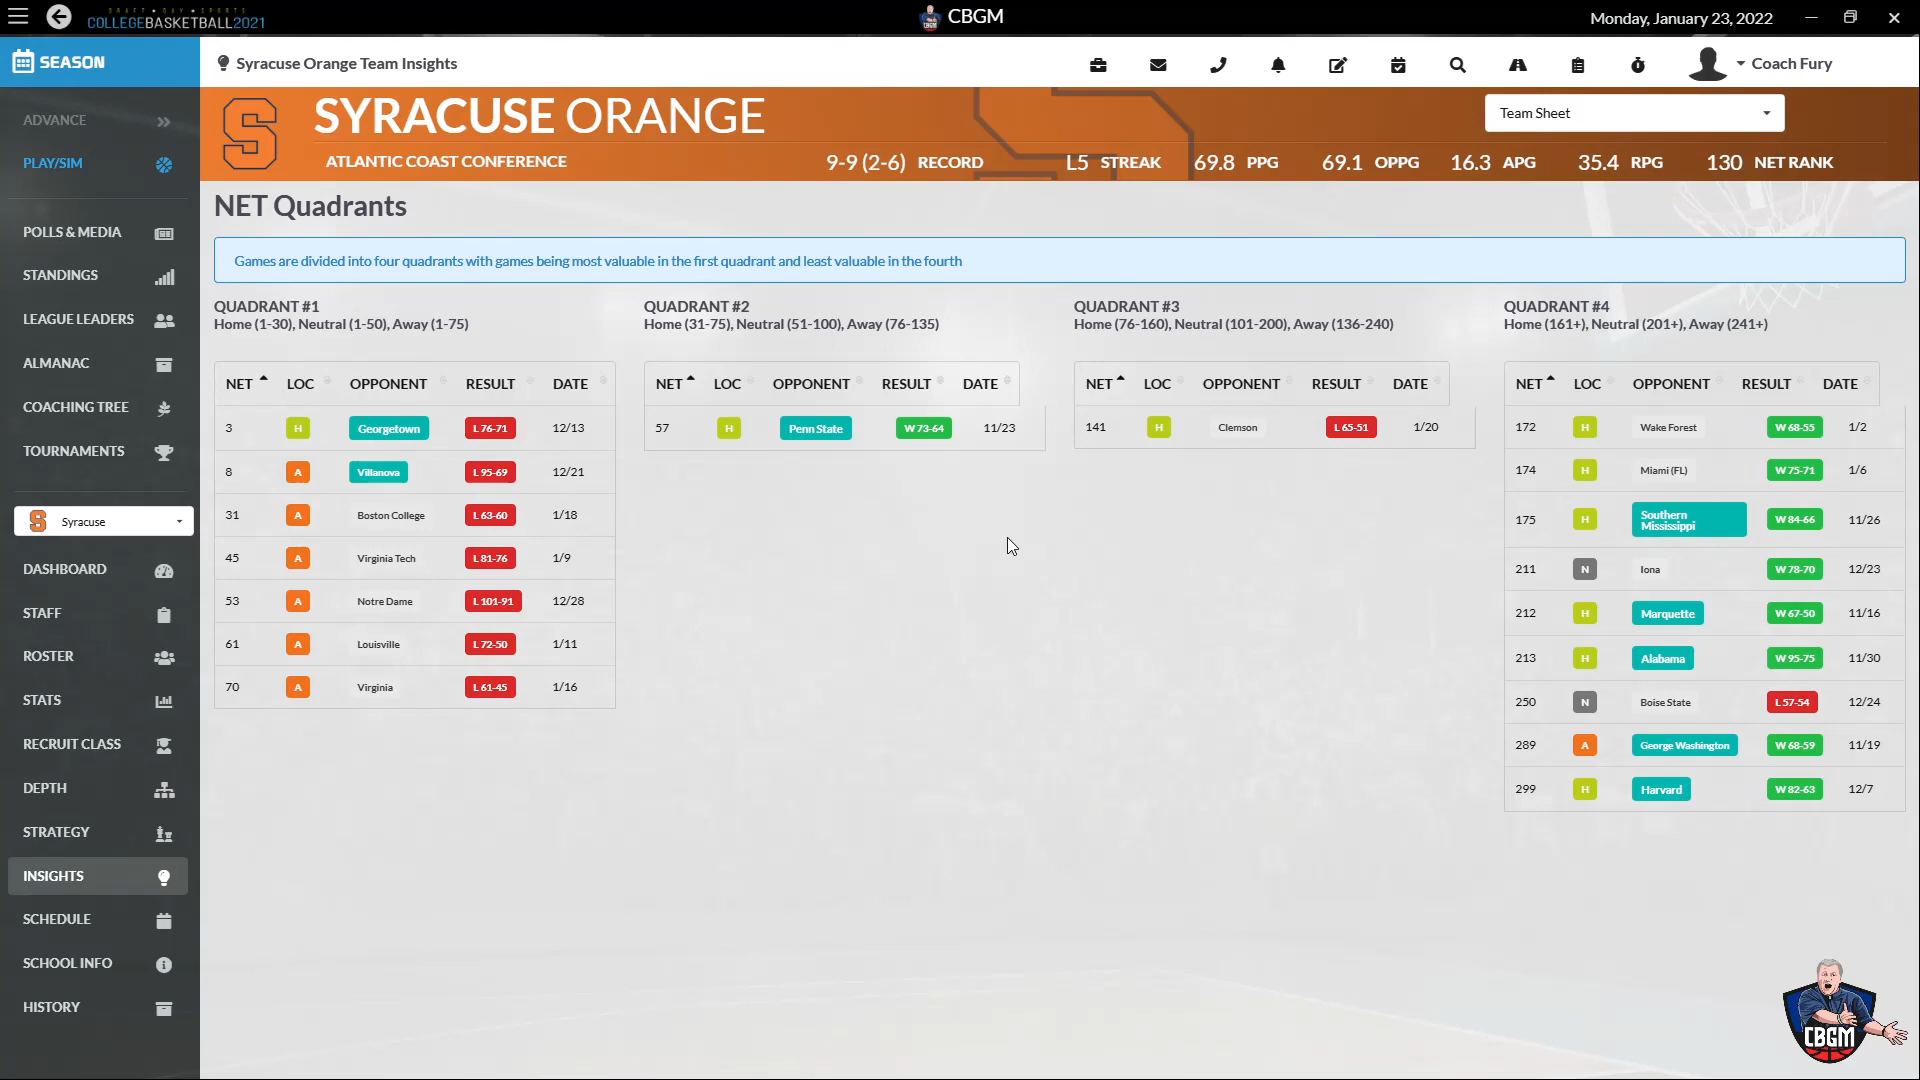 DRAFT • DAY • SPORTS
COLLEGEBASKETBALL2021
CBGM
Monday, January 23, 2022
SEASON
Syracuse Orange Team Insights
Coach Fury
ADVANCE
PLAY/SIM
POLLS & MEDIA
STANDINGS
LEAGUE LEADERS
ALMANAC
COACHING TREE
TOURNAMENTS
Syracuse
DASHBOARD
STAFF
ROSTER
STATS
RECRUIT CLASS
DEPTH
STRATEGY
INSIGHTS
SCHEDULE
SCHOOL INFO
HISTORY
SYRACUSE ORANGE
Team Sheet
ATLANTIC COAST CONFERENCE
9-9 (2-6) RECORD L5 STREAK 69.8 PPG 69.1 OPPG 16.3 APG 35.4 RPG 130 NET RANK
NET Quadrants
Games are divided into four quadrants with games being most valuable in the first quadrant and least valuable in the fourth
QUADRANT #1
Home (1-30), Neutral (1-50), Away (1-75)
NET LOC OPPONENT RESULT DATE
3 H Georgetown L 76-71 12/13
8 A Villanova L 95-69 12/21
31 A Boston College L 63-60 1/18
45 A Virginia Tech L 81-76 1/9
53 A Notre Dame L 101-91 12/28
61 A Louisville L 72-50 1/11
70 A Virginia L 61-45 1/16
QUADRANT #2
Home (31-75), Neutral (51-100), Away (76-135)
NET LOC OPPONENT RESULT DATE
57 H Penn State W 73-64 11/23
QUADRANT #3
Home (76-160), Neutral (101-200), Away (136-240)
NET LOC OPPONENT RESULT DATE
141 H Clemson L 65-51 1/20
QUADRANT #4
Home (161+), Neutral (201+), Away (241+)
NET LOC OPPONENT RESULT DATE
172 H Wake Forest W 68-55 1/2
174 H Miami (FL) W 75-71 1/6
175 H Southern Mississippi W 84-66 11/26
211 N Iona W 78-70 12/23
212 H Marquette W 67-50 11/16
213 H Alabama W 95-75 11/30
250 N Boise State L 57-54 12/24
289 A George Washington W 68-59 11/19
299 H Harvard W 82-63 12/7
CBGM